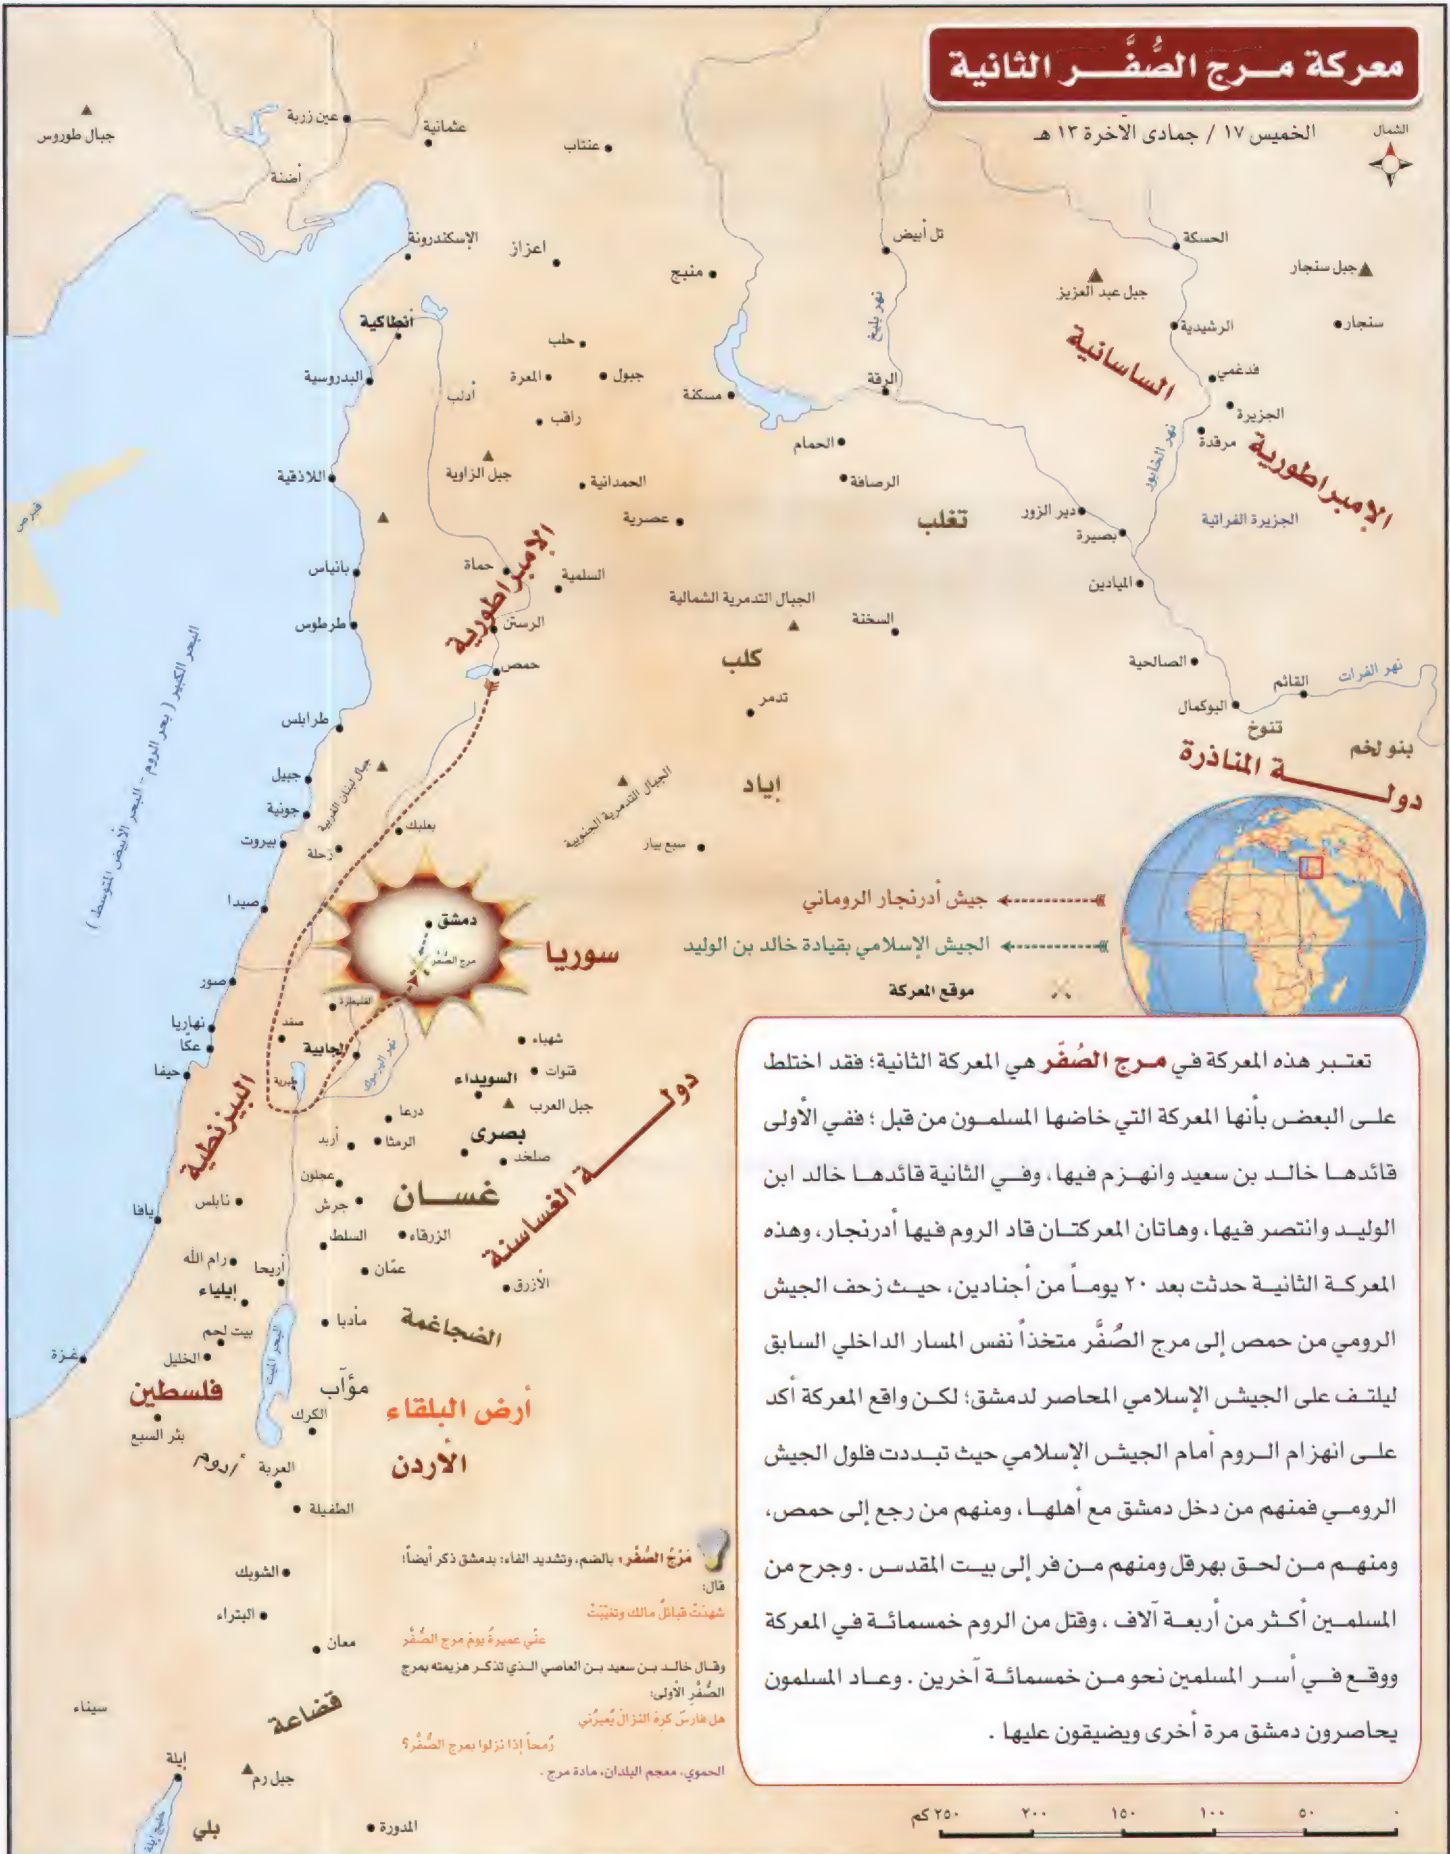 معركة مرج الصُّفَّر الثانية
الخميس ١٧ / جمادى الآخرة ١٣ هـ
الشمال
جبال طوروس
عين زربة
عثمانية
عنتاب
أضنة
الإسكندرونة
اعزاز
منبج
تل أبيض
الحسكة
جبل سنجار
جبل عبد العزيز
نهر بليخ
أنطاكية
الرشيدية
سنجار
حلب
الساسانية
البدروسية
المعرة
جبول
أدلب
مسكنة
الرقة
فدغمي
الجزيرة
راقب
الحمام
مرقدة
نهر الخابور
الإمبراطورية
اللاذقية
جبل الزاوية
الحمدانية
الرصافة
قبرص
عصرية
تغلب
دير الزور
الجزيرة الفراتية
بصيرة
بانياس
حماة
الإمبراطورية
السلمية
الميادين
الجبال التدمرية الشمالية
السخنة
طرطوس
الرستن
كلب
حمص
الصالحية
القائم
نهر الفرات
تدمر
البوكمال
طرابلس
تنوخ
بنو لخم
دولــة المناذرة
البحر الكبير ( بحر الروم - البحر الأبيض المتوسط )
جبيل
جبال لبنان الغربية
الجبال التدمرية الجنوبية
إياد
جونية
بعلبك
بيروت
زحلة
سبع بيار
صيدا
دمشق
مرج الصُّفَّر
سوريا
جيش أدرنجار الروماني
الجيش الإسلامي بقيادة خالد بن الوليد
موقع المعركة
صور
القنيطرة
نهاريا
صفد
عكّا
الجابية
شهباء
نهر اليرموك
حيفا
طبرية
قنوات
السويداء
جبل العرب
البيزنطية
درعا
دولــة الغساسنة
أربد
الرمثا
بصرى
صلخد
عجلون
غسان
نابلس
جرش
يافا
السلط
الزرقاء
رام الله
أريحا
عمّان
الأزرق
إيلياء
مأدبا
الضجاغمة
بيت لحم
البحر الميت
غزة
الخليل
فلسطين
مؤآب
الكرك
أرض البلقاء
بئر السبع
أدوم
العربة
الأردن
الطفيلة
الشوبك
البتراء
معان
سيناء
قضاعة
إيلة
جبل رم
خليج إيلة
بلي
المدورة
تعتبر هذه المعركة في مرج الصُفَّر هي المعركة الثانية؛ فقد اختلط
على البعض بأنها المعركة التي خاضها المسلمون من قبل ؛ ففي الأولى
قائدها خالد بن سعيد وانهزم فيها، وفي الثانية قائدها خالد ابن
الوليد وانتصر فيها، وهاتان المعركتان قاد الروم فيها أدرنجار، وهذه
المعركة الثانية حدثت بعد ٢٠ يوماً من أجنادين، حيث زحف الجيش
الرومي من حمص إلى مرج الصُفَّر متخذاً نفس المسار الداخلي السابق
ليلتف على الجيش الإسلامي المحاصر لدمشق؛ لكن واقع المعركة أكد
على انهزام الروم أمام الجيش الإسلامي حيث تبددت فلول الجيش
الرومي فمنهم من دخل دمشق مع أهلها، ومنهم من رجع إلى حمص،
ومنهم من لحق بهرقل ومنهم من فر إلى بيت المقدس . وجرح من
المسلمين أكثر من أربعة آلاف ، وقتل من الروم خمسمائة في المعركة
ووقع في أسر المسلمين نحو من خمسمائة آخرين . وعاد المسلمون
يحاصرون دمشق مرة أخرى ويضيقون عليها .
مَرْجُ الصُّفَّر؛ بالضم، وتشديد الفاء؛ بدمشق ذكر أيضاً؛
قال:
شهدَتْ قبائلُ مالك وتغيّبَتْ
عنّي عميرةُ يومَ مرج الصُّفَّر
وقال خالد بن سعيد بن العاصي الذي تذكر هزيمته بمرج
الصُّفَّر الأولى:
هل فارسٌ كرِهَ النزالَ يُعيرُني
رُمحاً إذا نزلوا بمرج الصُّفَّر؟
الحموي، معجم البلدان، مادة مرج .
٢٥٠ كم ٢٠٠ ١٥٠ ١٠٠ ٥٠ ٠